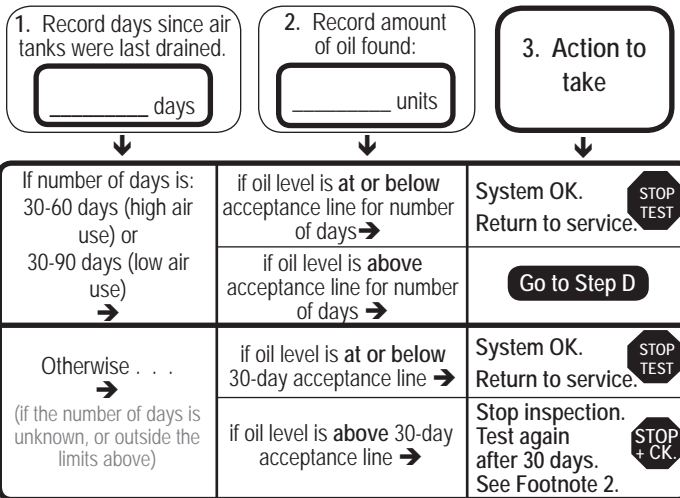 1. Record days since air
tanks were last drained.
_________ days
2. Record amount
of oil found:
_________ units
3. Action to
take
If number of days is:
30-60 days (high air
use) or
30-90 days (low air
use)
➔
if oil level is at or below
acceptance line for number
of days➔
System OK.
Return to service.
STOP
TEST
if oil level is above
acceptance line for number
of days ➔
Go to Step D
Otherwise . . .
➔
(if the number of days is
unknown, or outside the
limits above)
if oil level is at or below
30-day acceptance line ➔
System OK.
Return to service.
STOP
TEST
if oil level is above 30-day
acceptance line ➔
Stop inspection.
Test again
after 30 days.
See Footnote 2.
STOP
+ CK.